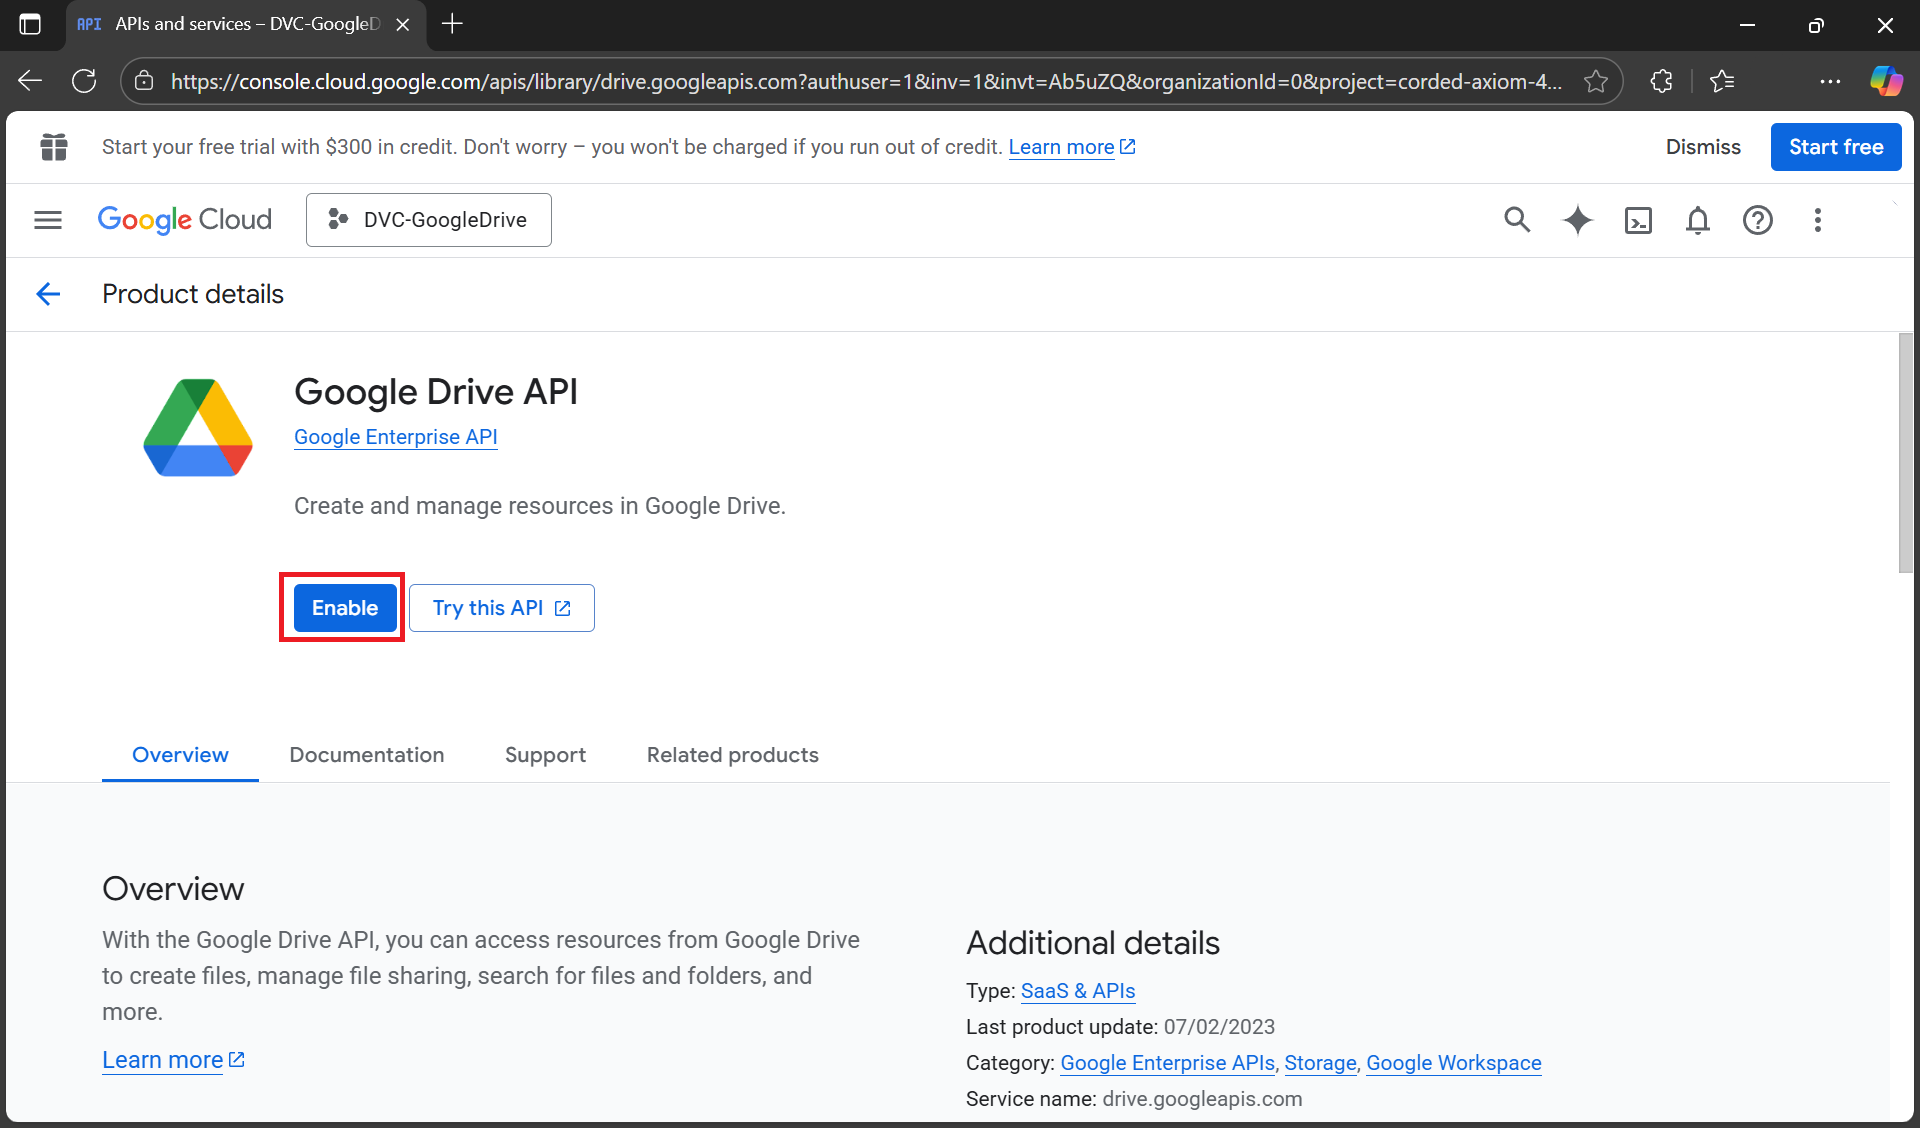 API APIs and services – DVC-GoogleD
https://console.cloud.google.com/apis/library/drive.googleapis.com?authuser=1&inv=1&invt=Ab5uZQ&organizationId=0&project=corded-axiom-4...
Start your free trial with $300 in credit. Don't worry – you won't be charged if you run out of credit. Learn more
Dismiss
Start free
Google Cloud
DVC-GoogleDrive
Product details
Google Drive API
Google Enterprise API
Create and manage resources in Google Drive.
Enable
Try this API
Overview
Documentation
Support
Related products
Overview
With the Google Drive API, you can access resources from Google Drive
to create files, manage file sharing, search for files and folders, and
more.
Learn more
Additional details
Type: SaaS & APIs
Last product update: 07/02/2023
Category: Google Enterprise APIs, Storage, Google Workspace
Service name: drive.googleapis.com